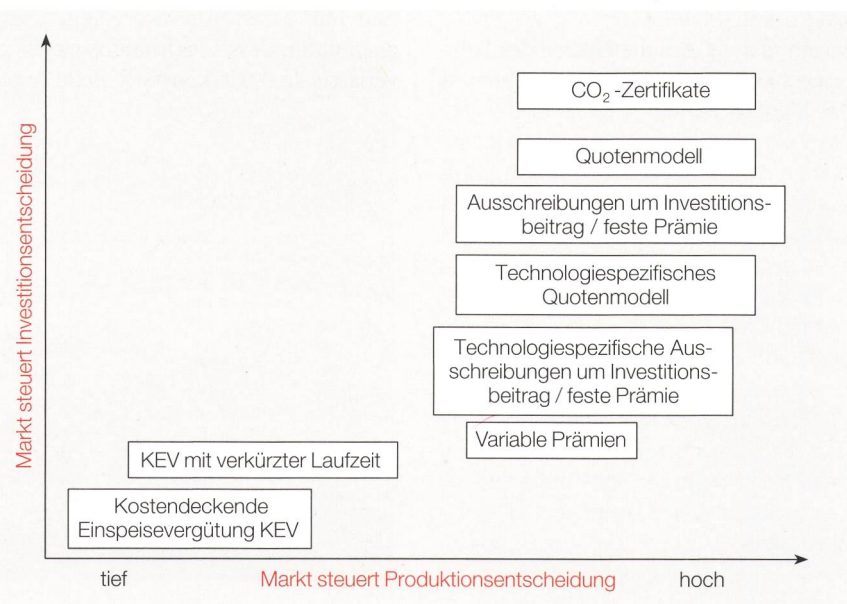 CO₂-Zertifikate
Quotenmodell
Ausschreibungen um Investitions-
beitrag / feste Prämie
Technologiespezifisches
Quotenmodell
Technologiespezifische Aus-
schreibungen um Investitions-
beitrag / feste Prämie
Variable Prämien
KEV mit verkürzter Laufzeit
Kostendeckende
Einspeisevergütung KEV
Markt steuert Investitionsentscheidung
tief
Markt steuert Produktionsentscheidung
hoch